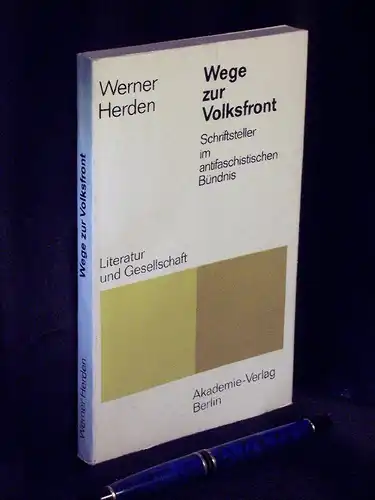 Werner
Herden
Wege
zur
Volksfront
Schriftsteller
im
antifaschistischen
Bündnis
Literatur
und Gesellschaft
Akademie-Verlag
Berlin
Wege zur Volksfront
Werner Herden